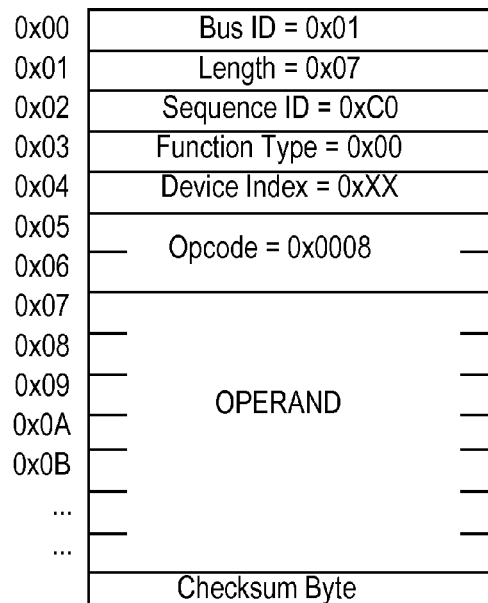 0x00 Bus ID = 0x01
0x01 Length = 0x07
0x02 Sequence ID = 0xC0
0x03 Function Type = 0x00
0x04 Device Index = 0xXX
0x05
Opcode = 0x0008
0x06
0x07
0x08
0x09 OPERAND
0x0A
0x0B
...
...
Checksum Byte